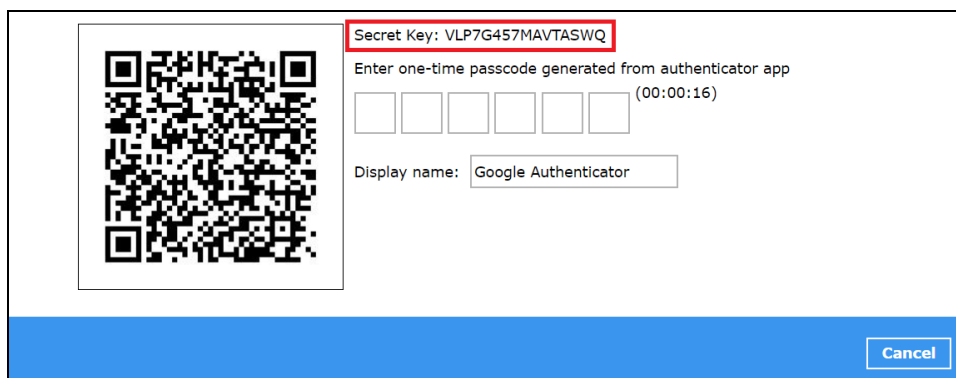 Secret Key: VLP7G457MAVTASWQ
Enter one-time passcode generated from authenticator app
(00:00:16)
Display name: Google Authenticator
Cancel